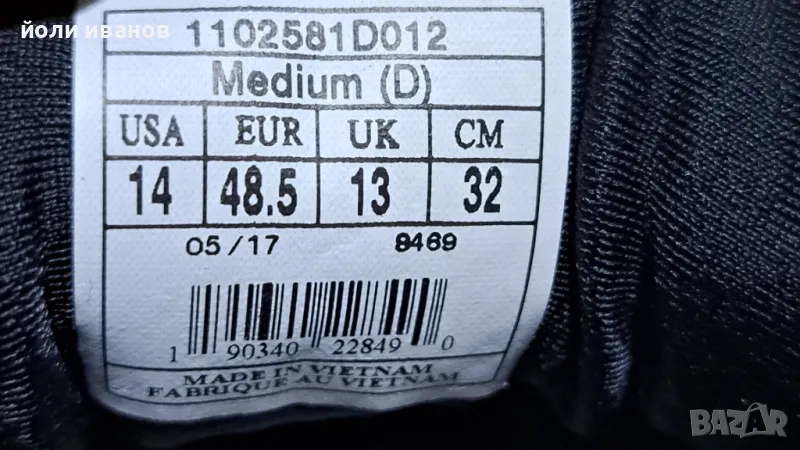 йоли иванов
1102581D012
Medium (D)
USA EUR UK CM
14 48.5 13 32
05/17 8469
1 90340 22849 0
MADE IN VIETNAM
FABRIQUE AU VIETNAM
BAZAR